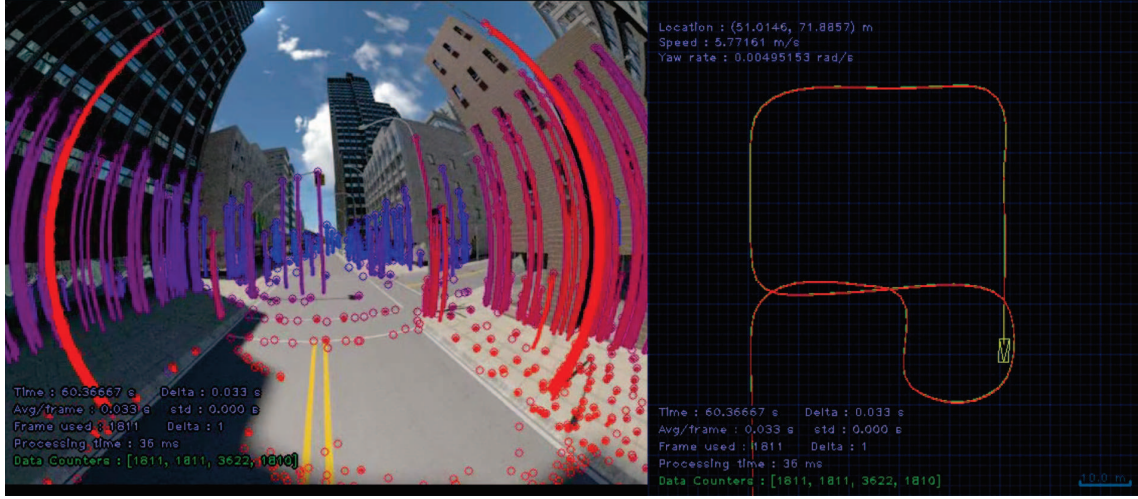 Location : (51.0146, 71.8857) m
Speed : 5.77161 m/s
Yaw rate : 0.00495153 rad/s
Time : 60.36667 s Delta : 0.033 s
Avg/frame : 0.033 s std : 0.000 s
Frame used : 1811 Delta : 1
Processing time : 36 ms
Data Counters : [1811, 1811, 3622, 1810]
Time : 60.36667 s Delta : 0.033 s
Avg/frame : 0.033 s std : 0.000 s
Frame used : 1811 Delta : 1
Processing time : 36 ms
Data Counters : [1811, 1811, 3622, 1810]
10.0 m